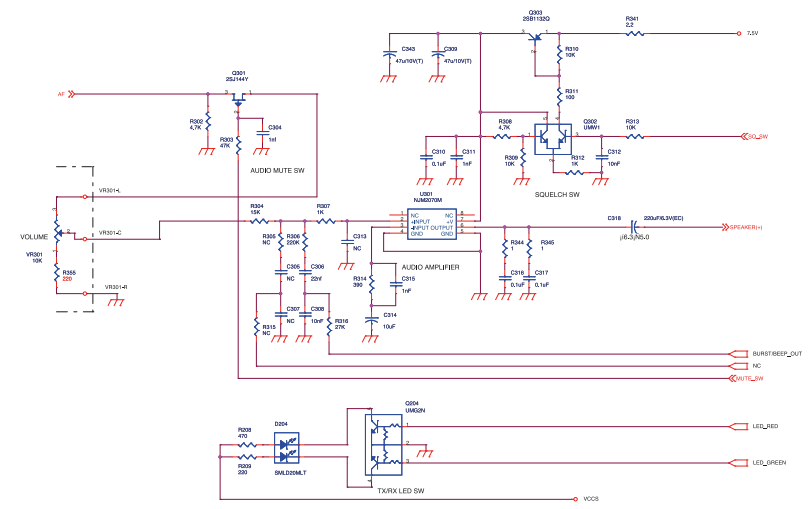 Q303
2SB1132Q
R341
2.2
7.5V
C343
47u/10V(T)
C309
47u/10V(T)
R310
10K
R311
100
Q301
2SJ144Y
AF
R302
4.7K
R303
47K
C304
1nf
AUDIO MUTE SW
R308
4.7K
Q302
UMW1
R313
10K
SQ_SW
C310
0.1uF
C311
1nF
R309
10K
R312
1K
C312
10nF
SQUELCH SW
U301
NJM2070M
VR301-L
VR301-C
VR301-R
VOLUME
VR301
10K
R355
220
R304
15K
R307
1K
NC
+INPUT
-INPUT
GND
NC
+V
OUTPUT
GND
AUDIO AMPLIFIER
C318
220uF/6.3V(EC)
¡6.3¡N5.0
SPEAKER(+)
R305
NC
R306
220K
C313
NC
C305
NC
C306
22nf
R314
390
C315
1nF
R344
1
R345
1
C316
0.1uF
C317
0.1uF
C307
NC
C308
10nF
R315
NC
R316
27K
C314
10uF
BURST/BEEP_OUT
NC
MUTE_SW
Q204
UMG2N
R208
470
D204
R209
220
SMLD20MLT
TX/RX LED SW
LED_RED
LED_GREEN
VCCS